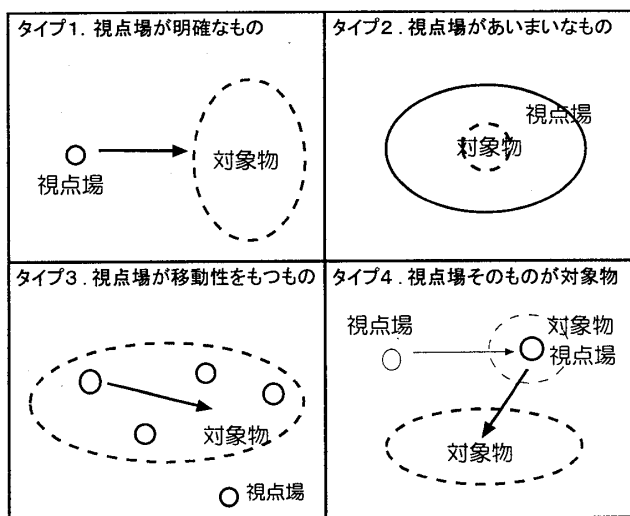 タイプ1. 視点場が明確なもの
対象物
視点場
タイプ2. 視点場があいまいなもの
視点場
対象物
タイプ3. 視点場が移動性をもつもの
対象物
視点場
タイプ4. 視点場そのものが対象物
視点場
対象物
視点場
対象物